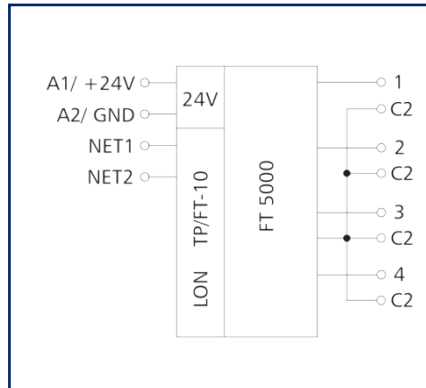 A1/ +24V
A2/ GND
NET1
NET2
24V
LON TP/FT-10
FT 5000
1
C2
2
C2
3
C2
4
C2